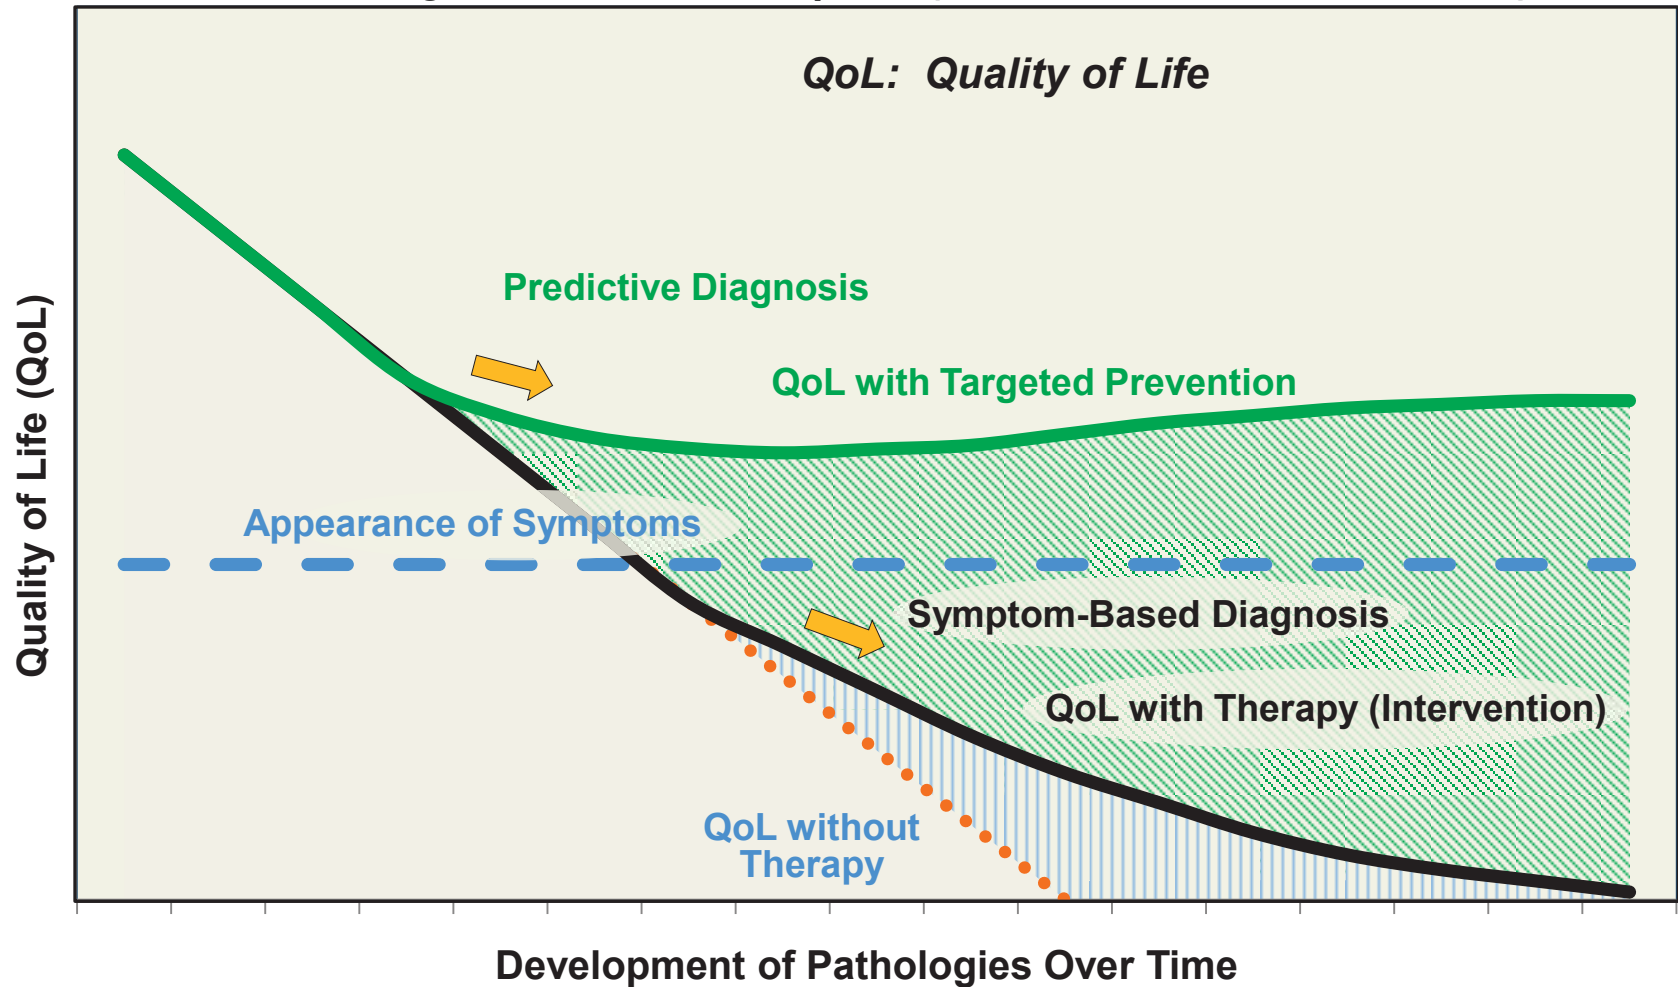 QoL: Quality of Life
Predictive Diagnosis
QoL with Targeted Prevention
Appearance of Symptoms
Symptom-Based Diagnosis
QoL with Therapy (Intervention)
QoL without
Therapy
Quality of Life (QoL)
Development of Pathologies Over Time